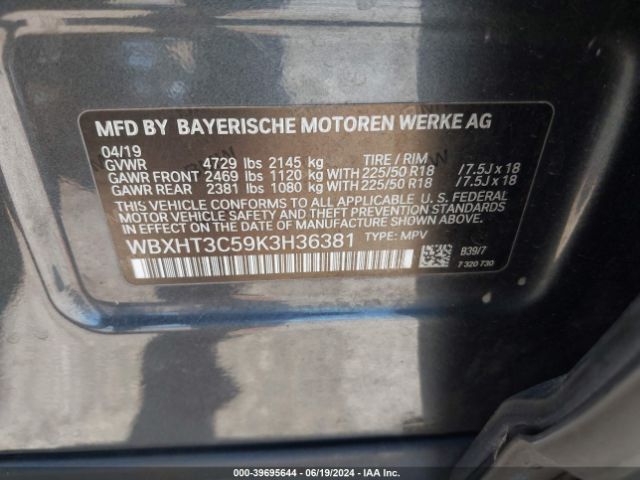 MFD BY BAYERISCHE MOTOREN WERKE AG
04/19
GVWR 4729 lbs 2145 kg TIRE / RIM
GAWR FRONT 2469 lbs 1120 kg WITH 225/50 R18 /7.5J x 18
GAWR REAR 2381 lbs 1080 kg WITH 225/50 R18 /7.5J x 18
THIS VEHICLE CONFORMS TO ALL APPLICABLE U. S. FEDERAL
MOTOR VEHICLE SAFETY, BUMPER, AND THEFT PREVENTION
STANDARDS IN EFFECT ON THE DATE OF MANUFACTURE SHOWN ABOVE.
WBXHT3C59K3H36381 TYPE: MPV
B39/7
7 320 730
000-39695644 - 06/19/2024 - IAA Inc.